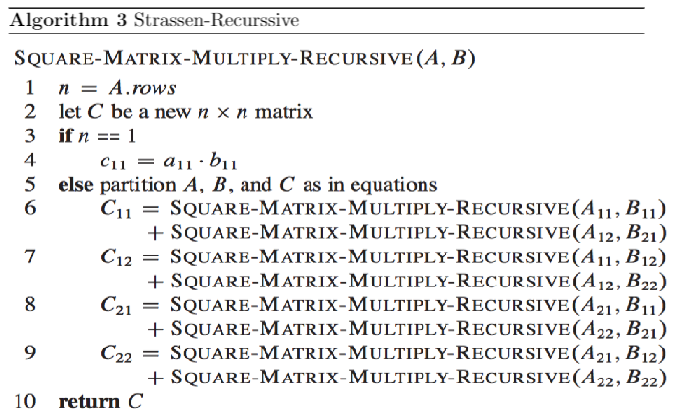 Algorithm 3 Strassen-Recurssive
SQUARE-MATRIX-MULTIPLY-RECURSIVE(A, B)
1 n = A.rows
2 let C be a new n × n matrix
3 if n == 1
4 c₁₁ = a₁₁ · b₁₁
5 else partition A, B, and C as in equations
6 C₁₁ = SQUARE-MATRIX-MULTIPLY-RECURSIVE(A₁₁, B₁₁)
+ SQUARE-MATRIX-MULTIPLY-RECURSIVE(A₁₂, B₂₁)
7 C₁₂ = SQUARE-MATRIX-MULTIPLY-RECURSIVE(A₁₁, B₁₂)
+ SQUARE-MATRIX-MULTIPLY-RECURSIVE(A₁₂, B₂₂)
8 C₂₁ = SQUARE-MATRIX-MULTIPLY-RECURSIVE(A₂₁, B₁₁)
+ SQUARE-MATRIX-MULTIPLY-RECURSIVE(A₂₂, B₂₁)
9 C₂₂ = SQUARE-MATRIX-MULTIPLY-RECURSIVE(A₂₁, B₁₂)
+ SQUARE-MATRIX-MULTIPLY-RECURSIVE(A₂₂, B₂₂)
10 return C